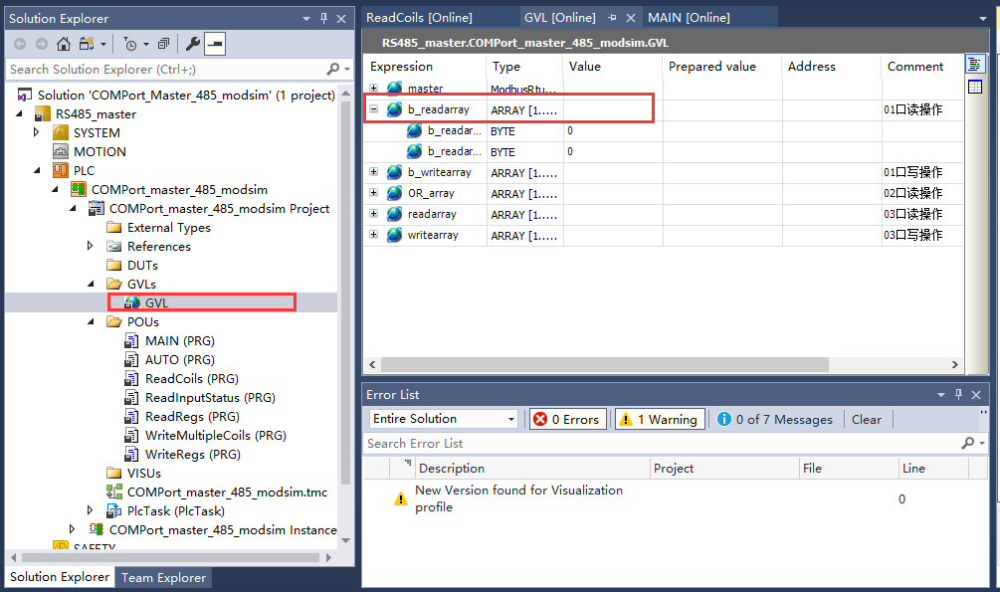 Solution Explorer
Search Solution Explorer (Ctrl+;)
Solution 'COMPort_Master_485_modsim' (1 project)
RS485_master
SYSTEM
MOTION
PLC
COMPort_master_485_modsim
COMPort_master_485_modsim Project
External Types
References
DUTs
GVLs
GVL
POUs
MAIN (PRG)
AUTO (PRG)
ReadCoils (PRG)
ReadInputStatus (PRG)
ReadRegs (PRG)
WriteMultipleCoils (PRG)
WriteRegs (PRG)
VISUs
COMPort_master_485_modsim.tmc
PlcTask (PlcTask)
COMPort_master_485_modsim Instance
SAFETY
Solution Explorer Team Explorer
ReadCoils [Online] GVL [Online] MAIN [Online]
RS485_master.COMPort_master_485_modsim.GVL
Expression Type Value Prepared value Address Comment
master ModbusRtu...
b_readarray ARRAY [1..... 01口读操作
b_readar... BYTE 0
b_readar... BYTE 0
b_writearray ARRAY [1..... 01口写操作
OR_array ARRAY [1..... 02口读操作
readarray ARRAY [1..... 03口读操作
writearray ARRAY [1..... 03口写操作
Error List
Entire Solution 0 Errors 1 Warning 0 of 7 Messages Clear
Search Error List
Description Project File Line
New Version found for Visualization
profile
0